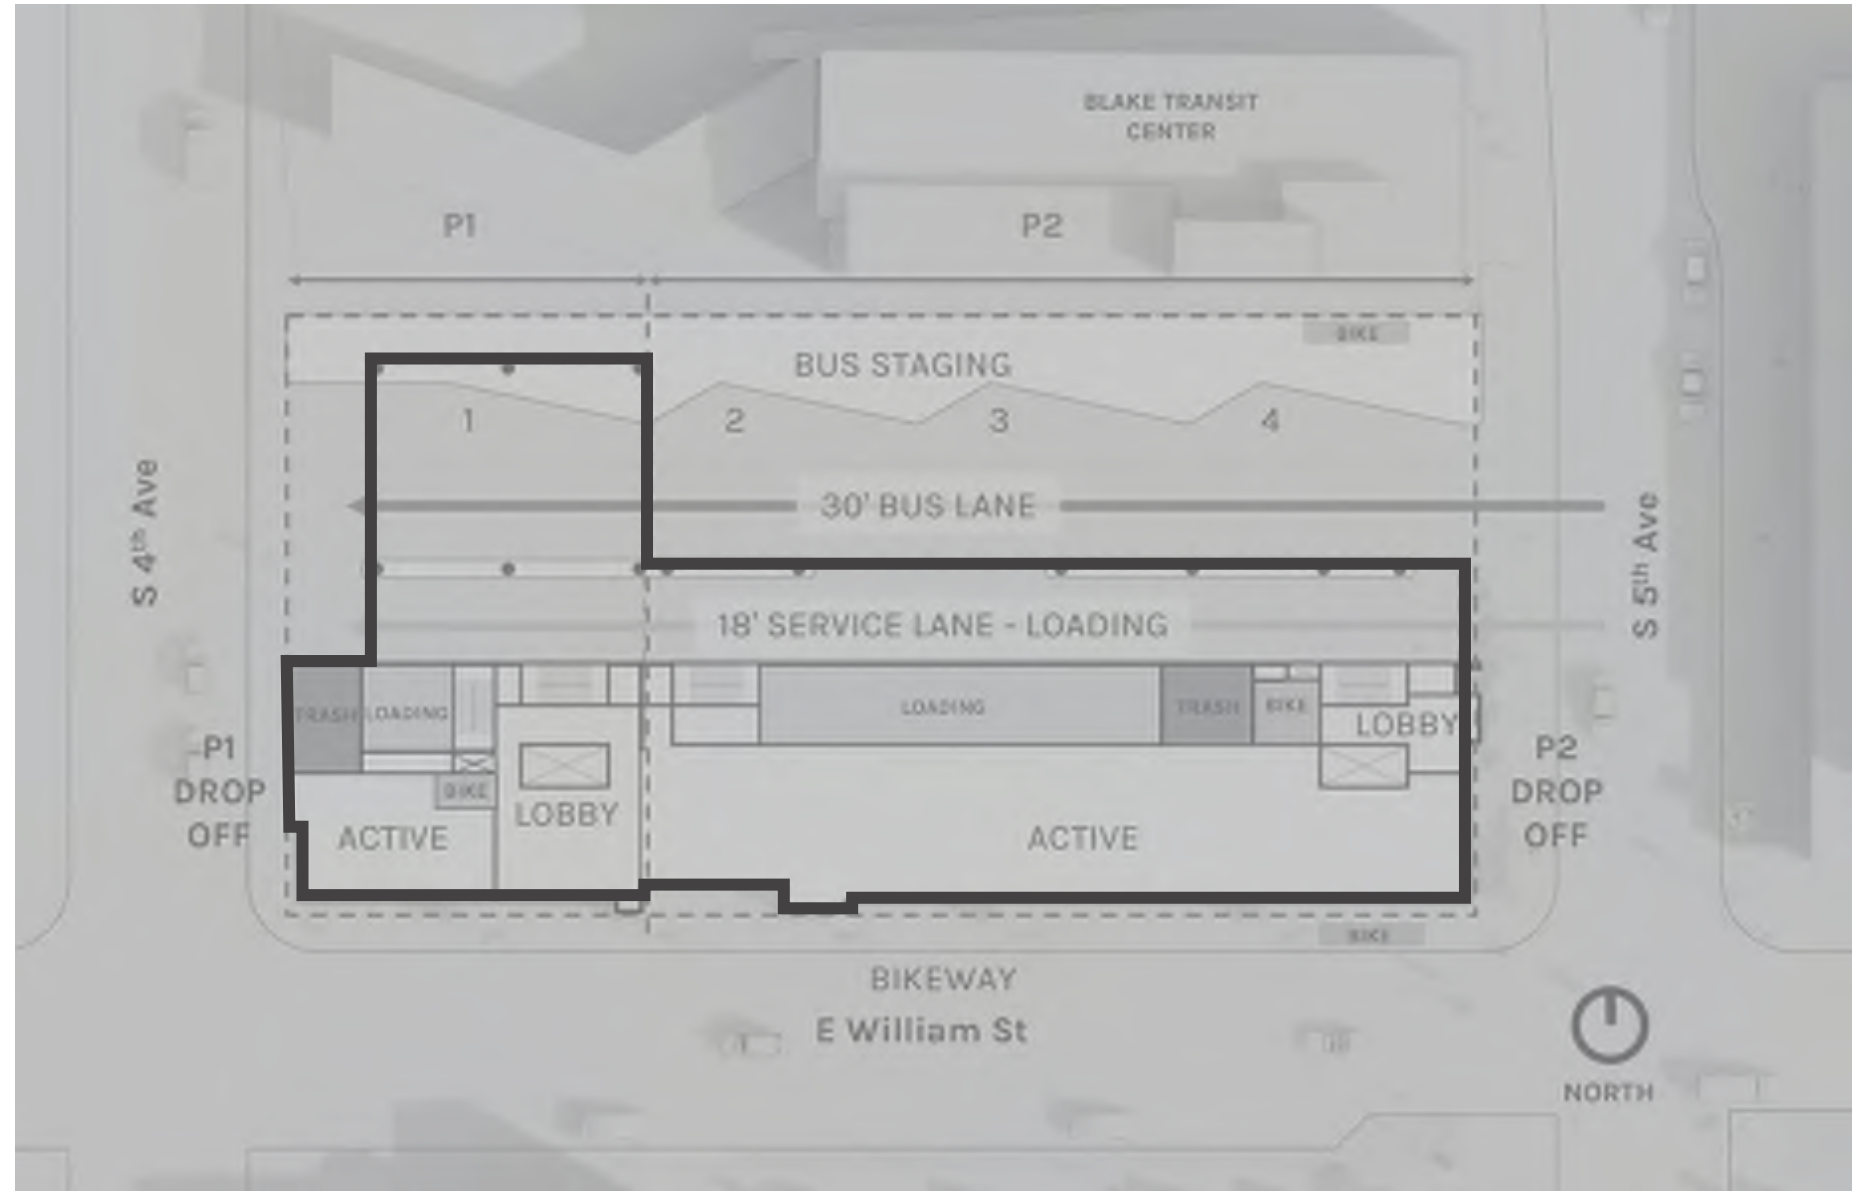 BLAKE TRANSIT
CENTER
P1
P2
BIKE
BUS STAGING
1
2
3
4
30' BUS LANE
S 4th Ave
S 5th Ave
18' SERVICE LANE - LOADING
TRASH
LOADING
LOADING
TRASH
BIKE
LOBBY
P1
DROP
OFF
P2
DROP
OFF
BIKE
LOBBY
ACTIVE
ACTIVE
BIKE
BIKEWAY
E William St
NORTH